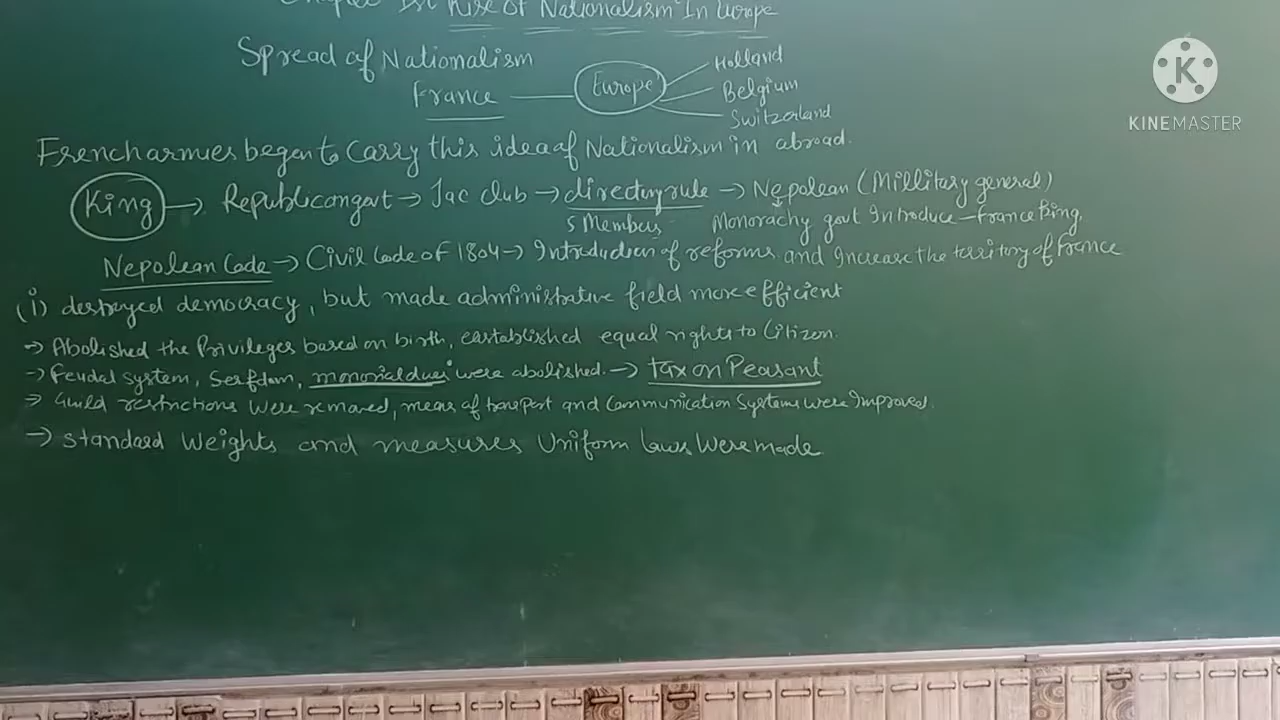 Chapter 1st Rise of Nationalism In Europe
Spread of Nationalism
France — Europe
Holland
Belgium
Switzerland
French armies began to Carry this idea of Nationalism in abroad.
King → Republic → Jac club → directory rule → Nepolean (Millitary general)
5 Members Monorachy govt Introduce – France King,
Nepolean Code → Civil Code of 1804 → Introduction of reforms and Increase the territory of France
(i) destroyed democracy, but made administrative field more efficient
→ Abolished the Privileges based on birth, eastablished equal rights to Citizen.
→ Feudal system, Serfdom, monorial dues were abolished. → tax on Peasant
→ Guild restrictions were removed, means of transport and Communication Systems were Improved.
→ standard Weights and measures Uniform laws Were made
K
KINEMASTER